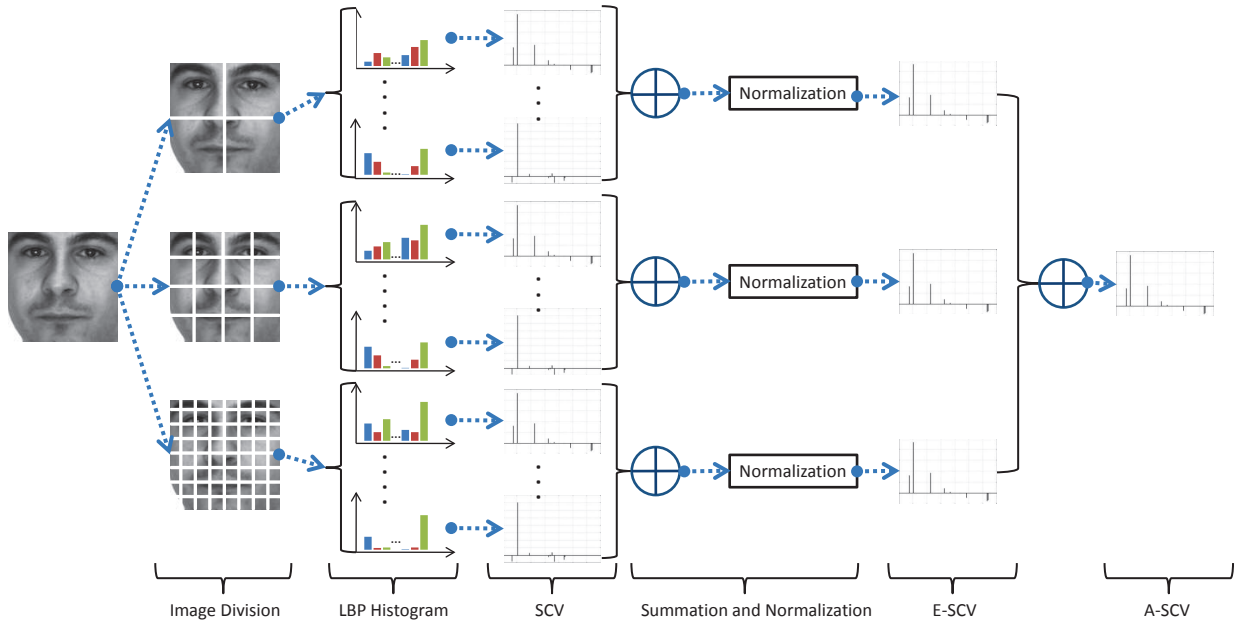 Normalization
Normalization
Normalization
Image Division
LBP Histogram
SCV
Summation and Normalization
E-SCV
A-SCV